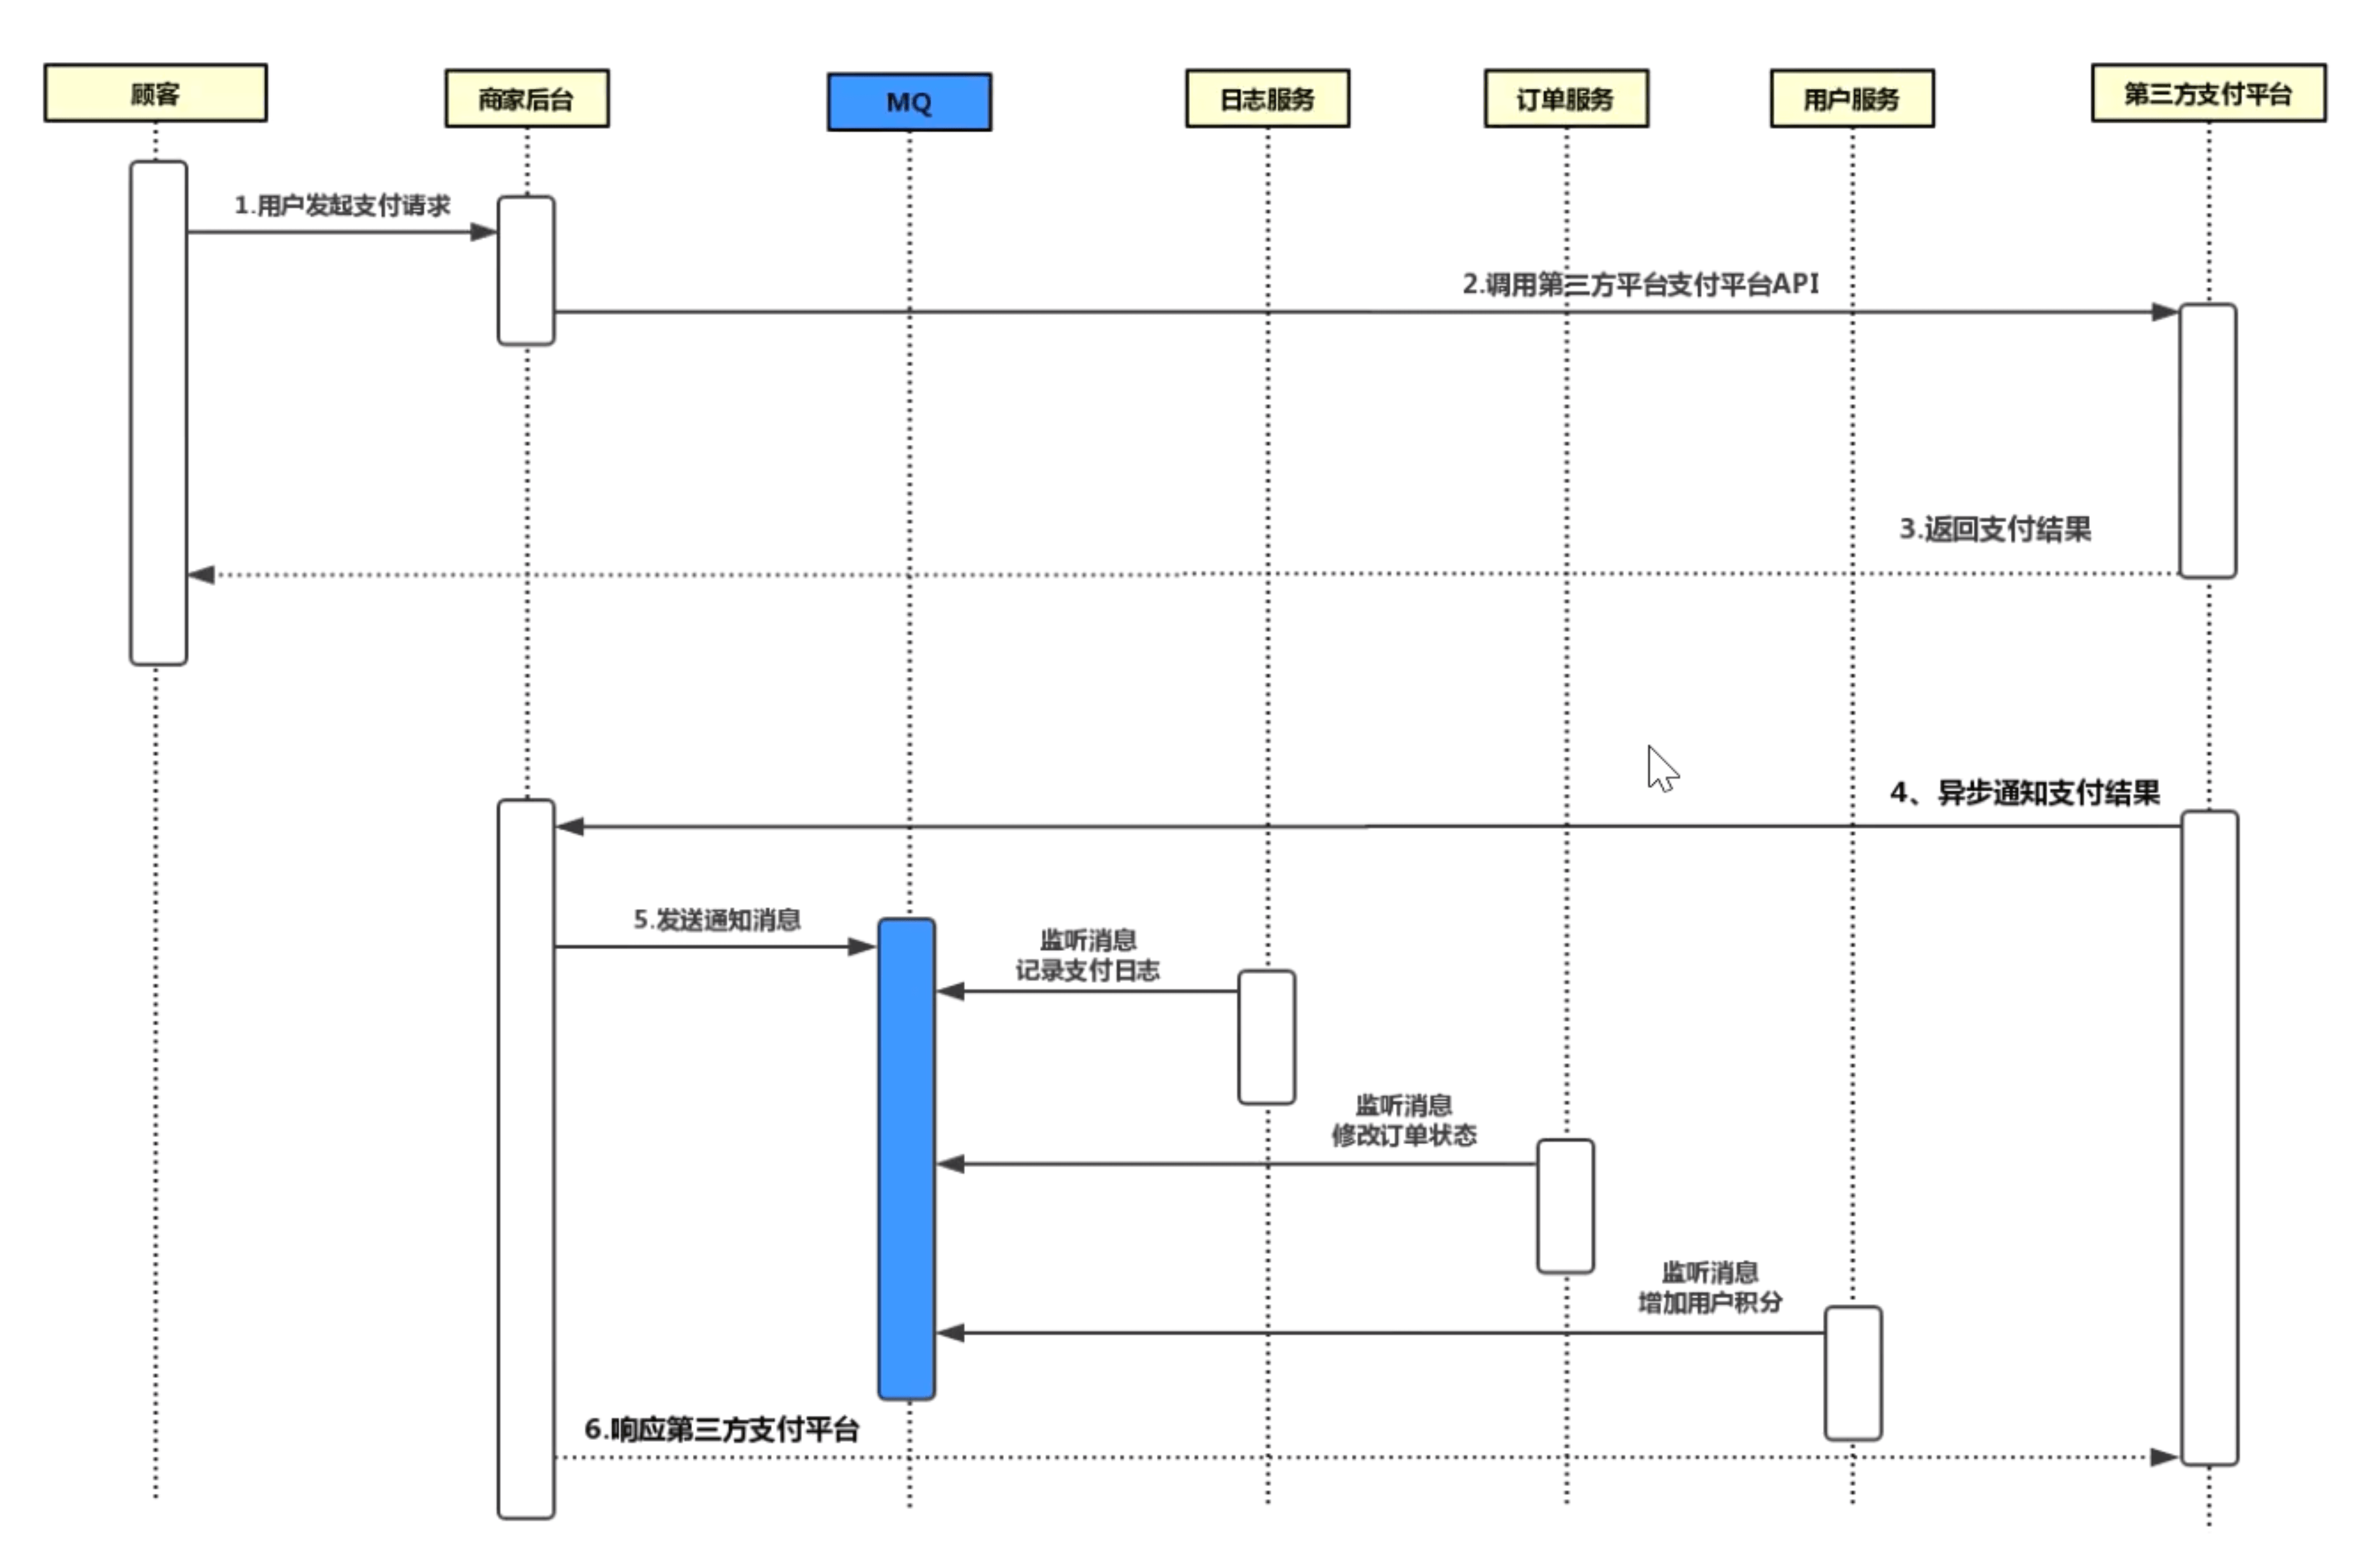 顾客
商家后台
MQ
日志服务
订单服务
用户服务
第三方支付平台
1.用户发起支付请求
2.调用第三方平台支付平台API
3.返回支付结果
4、异步通知支付结果
5.发送通知消息
监听消息
记录支付日志
监听消息
修改订单状态
监听消息
增加用户积分
6.响应第三方支付平台